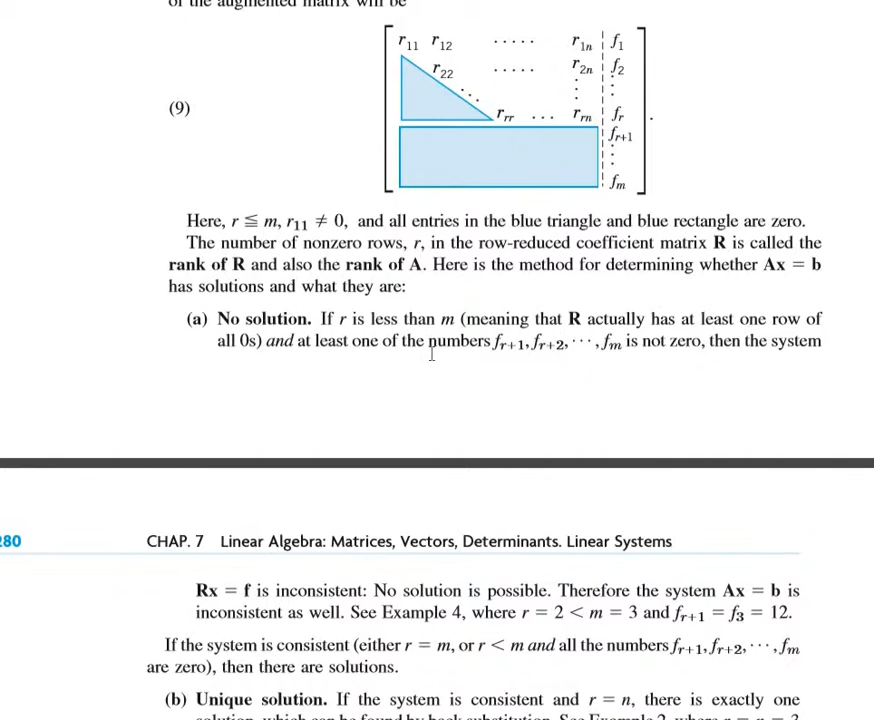 of the augmented matrix will be
r11 r12 ..... r1n f1
r22 ..... r2n f2
(9)
rrr ... rrn fr
fr+1
fm
Here, r ≦ m, r11 ≠ 0, and all entries in the blue triangle and blue rectangle are zero.
The number of nonzero rows, r, in the row-reduced coefficient matrix R is called the
rank of R and also the rank of A. Here is the method for determining whether Ax = b
has solutions and what they are:
(a) No solution. If r is less than m (meaning that R actually has at least one row of
all 0s) and at least one of the numbers fr+1, fr+2, ⋯, fm is not zero, then the system
280
CHAP. 7 Linear Algebra: Matrices, Vectors, Determinants. Linear Systems
Rx = f is inconsistent: No solution is possible. Therefore the system Ax = b is
inconsistent as well. See Example 4, where r = 2 < m = 3 and fr+1 = f3 = 12.
If the system is consistent (either r = m, or r < m and all the numbers fr+1, fr+2, ⋯, fm
are zero), then there are solutions.
(b) Unique solution. If the system is consistent and r = n, there is exactly one